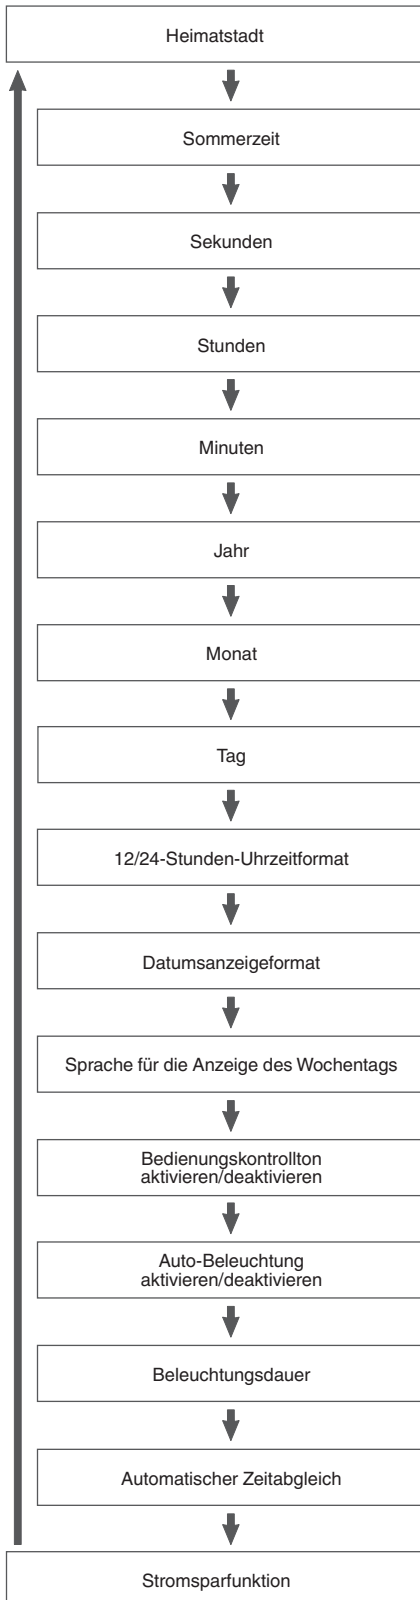 Heimatstadt
Sommerzeit
Sekunden
Stunden
Minuten
Jahr
Monat
Tag
12/24-Stunden-Uhrzeitformat
Datumsanzeigeformat
Sprache für die Anzeige des Wochentags
Bedienungskontrollton
aktivieren/deaktivieren
Auto-Beleuchtung
aktivieren/deaktivieren
Beleuchtungsdauer
Automatischer Zeitabgleich
Stromsparfunktion